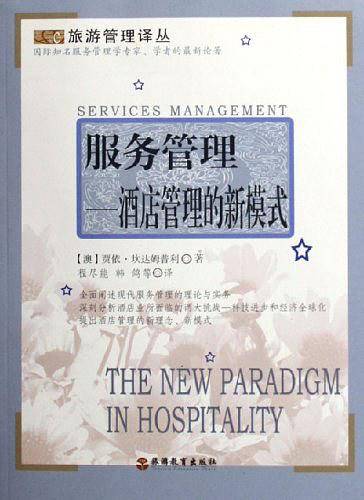 旅游管理译丛
国际知名服务管理学专家、学者的最新论著
SERVICES MANAGEMENT
服务管理
——酒店管理的新模式
【澳】贾依·坎达姆普利◎著
程尽能 韩鸽等◎译
全面阐述现代服务管理的理论与实务
深刻分析酒店业所面临的两大挑战—科技进步和经济全球化
提出酒店管理的新理念、新模式
THE NEW PARADIGM
IN HOSPITALITY
旅游教育出版社